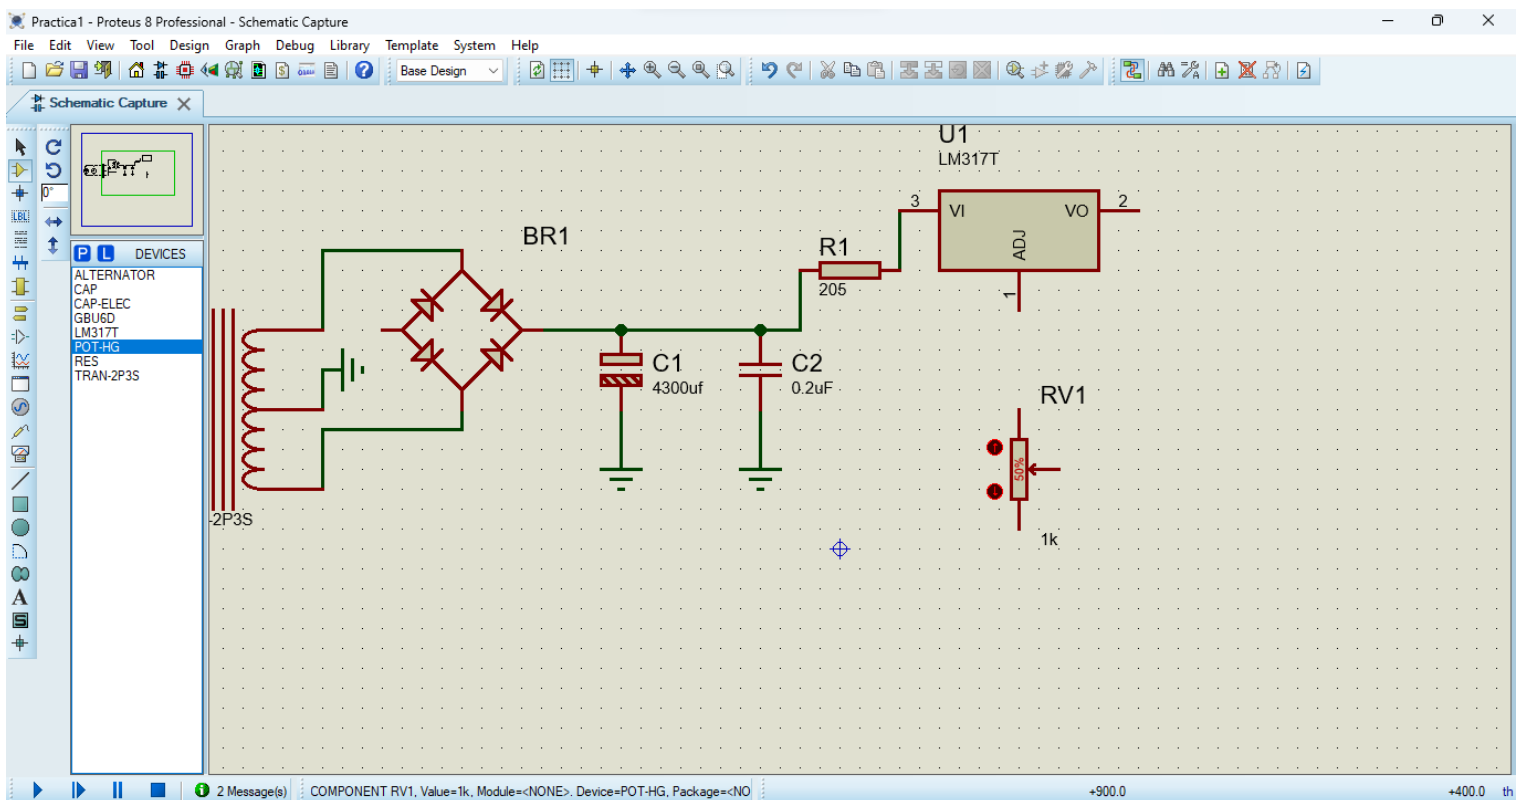 Practica1 - Proteus 8 Professional - Schematic Capture
File Edit View Tool Design Graph Debug Library Template System Help
Base Design
Schematic Capture
0°
LBL
A
S
P L DEVICES
ALTERNATOR
CAP
CAP-ELEC
GBU6D
LM317T
POT-HG
RES
TRAN-2P3S
-2P3S
BR1
C1
4300uf
C2
0.2uF
R1
205
U1
LM317T
3
VI
VO
2
ADJ
1
RV1
50%
1k
2 Message(s)
COMPONENT RV1, Value=1k, Module=<NONE>. Device=POT-HG, Package=<NO
+900.0
+400.0
th